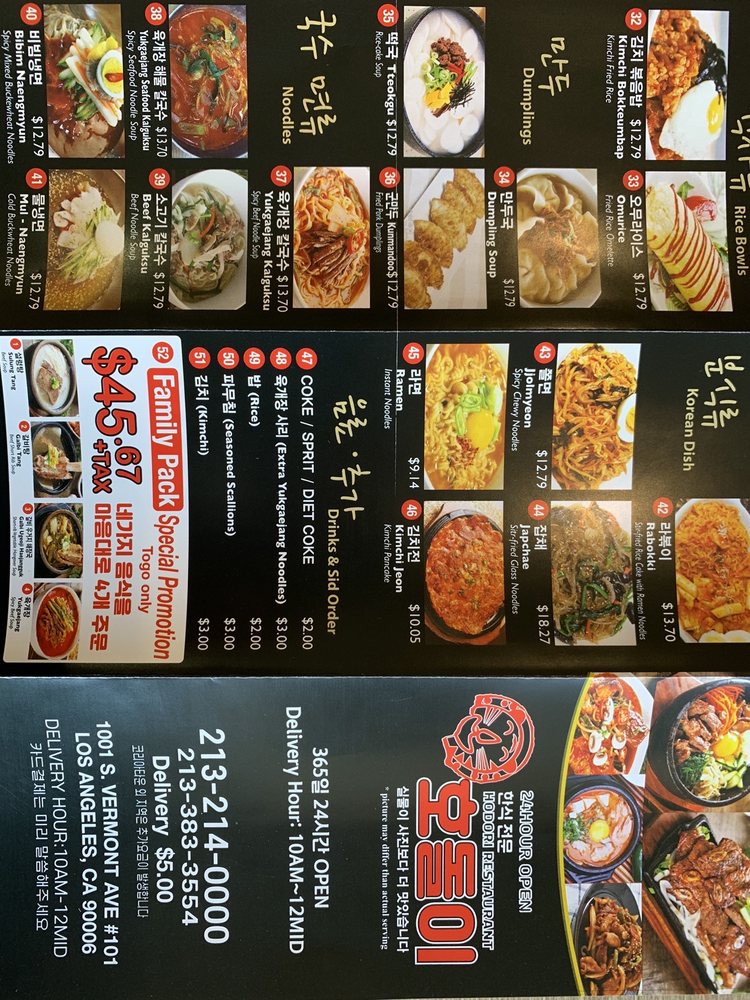 Rice Bowls
32 김치 볶음밥 $12.79
Kimchi Bokkeumbap
Kimchi Fried Rice
33 오무라이스 $12.79
Omurice
Fried Rice Omelette
만두
Dumplings
34 만두국 $12.79
Dumpling Soup
35 떡국 Tteokgu $12.79
Rice-cake Soup
36 군만두 Kunmandoo $12.79
Fried Pork Dumplings
국수 면류
Noodles
37 육개장 칼국수 $13.70
Yukgaejang Kalguksu
Spicy Beef Noodle Soup
38 육개장 해물 칼국수 $13.70
Yukgaejang Seafood Kalguksu
Spicy Seafood Noodle Soup
39 소고기 칼국수 $12.79
Beef Kalguksu
Beef Noodle Soup
40 비빔냉면 $12.79
Bibim Naengmyun
Spicy Mixed Buckewheat Noodles
41 물냉면 $12.79
Mul - Naengmyun
Cold Buckwheat Noodles
분식류
Korean Dish
42 라볶이 $13.70
Rabokki
Stir-fried Rice Cake with Ramen Noodles
43 쫄면 $12.79
Jjolmyeon
Spicy Chewy Noodles
44 잡채 $18.27
Japchae
Sitr-fried Glass Noodles
45 라면 $9.14
Ramen
Instant Noodles
46 김치전 $10.05
Kimchi Jeon
Kimchi Pancake
음료·추가
Drinks & Sid Order
47 COKE / SPRIT / DIET COKE $2.00
48 육개장 사리 (Extra Yukgaejang Noodles) $3.00
49 밥 (Rice) $2.00
50 파무침 (Seasoned Scallions) $3.00
51 김치 (Kimchi) $3.00
52 Family Pack Special Promotion
Togo only
$45.67
+TAX
네가지 음식을
마음대로 4개 주문
1 설렁탕
Sulung Tang
Beef Soup
2 갈비탕
Galbi Tang
Beef Short Rib Soup
3 갈비 우거지 해장국
Galbi Ugeoji Haejangguk
Short-rib Vegetable Hangover Soup
4 육개장
Yukgaejang
Spicy Beef Soup
24HOUR OPEN
한식 전문
HODORI RESTAURANT
호돌이
실물이 사진보다 더 맛있습니다
* picture may differ than actual serving
365일 24시간 OPEN
Delivery Hour: 10AM~12MID
213-214-0000
213-383-3554
Delivery $5.00
코리아타운 외 지역은 추가요금이 발생합니다
1001 S. VERMONT AVE #101
LOS ANGELES, CA 90006
DELIVERY HOUR:10AM-12MID
카드결제는 미리 말씀해주세요